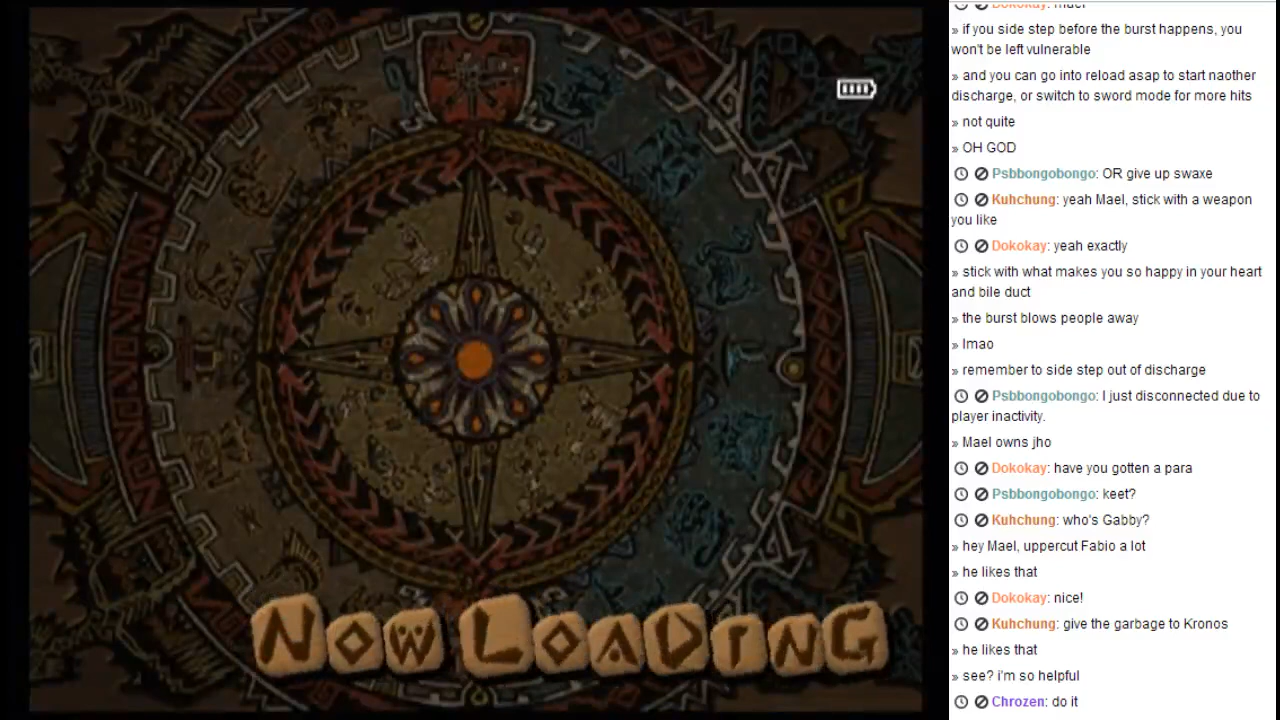 Dokokay: mael
» if you side step before the burst happens, you
won't be left vulnerable
» and you can go into reload asap to start naother
discharge, or switch to sword mode for more hits
» not quite
» OH GOD
Psbbongobongo: OR give up swaxe
Kuhchung: yeah Mael, stick with a weapon
you like
Dokokay: yeah exactly
» stick with what makes you so happy in your heart
and bile duct
» the burst blows people away
» lmao
» remember to side step out of discharge
Psbbongobongo: I just disconnected due to
player inactivity.
» Mael owns jho
Dokokay: have you gotten a para
Psbbongobongo: keet?
Kuhchung: who's Gabby?
» hey Mael, uppercut Fabio a lot
» he likes that
Dokokay: nice!
Kuhchung: give the garbage to Kronos
» he likes that
» see? i'm so helpful
Chrozen: do it
Now Loading